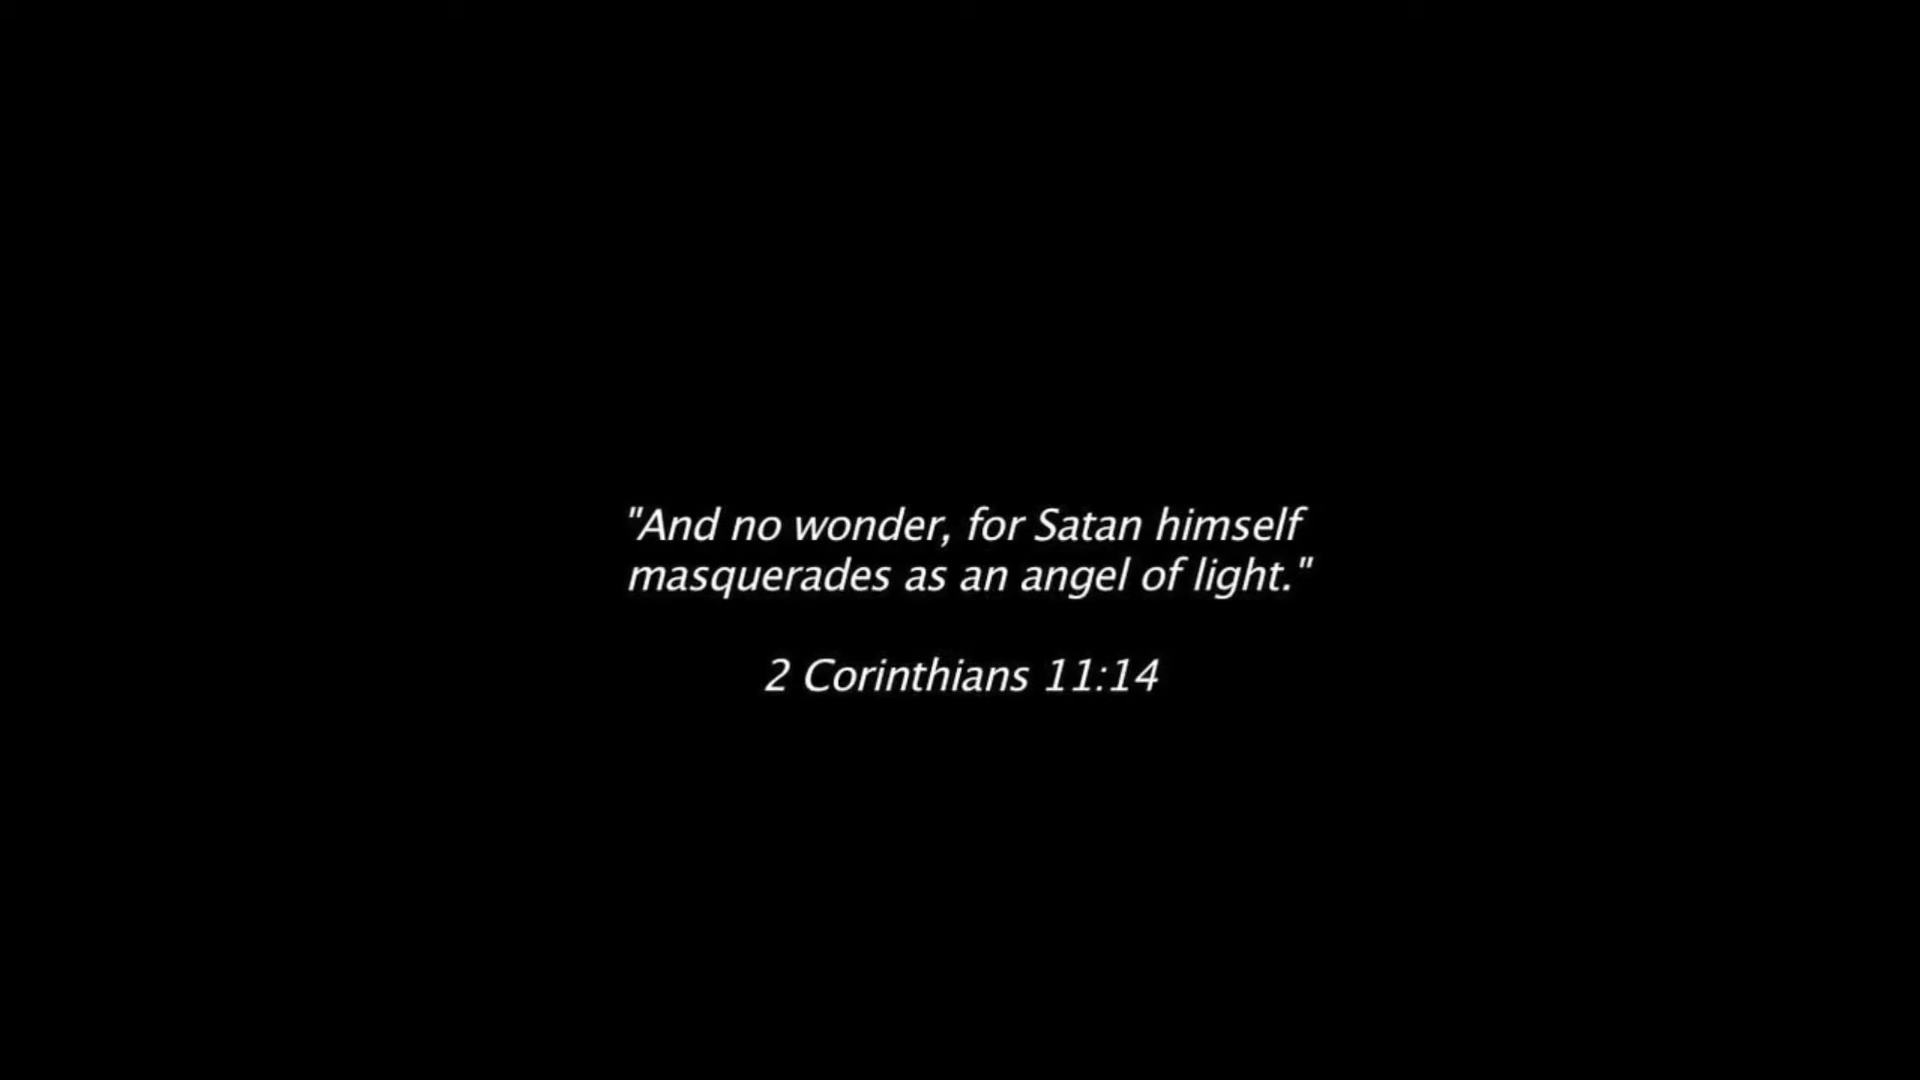 "And no wonder, for Satan himself
masquerades as an angel of light."
2 Corinthians 11:14